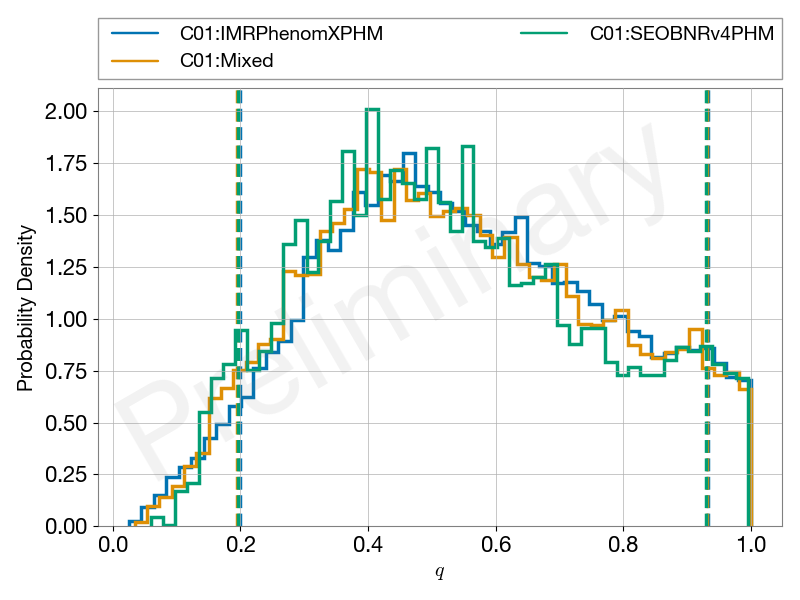 C01:IMRPhenomXPHM
C01:SEOBNRv4PHM
C01:Mixed
2.00
1.75
1.50
1.25
1.00
0.75
0.50
0.25
0.00
Probability Density
Preliminary
0.0 0.2 0.4 0.6 0.8 1.0
q